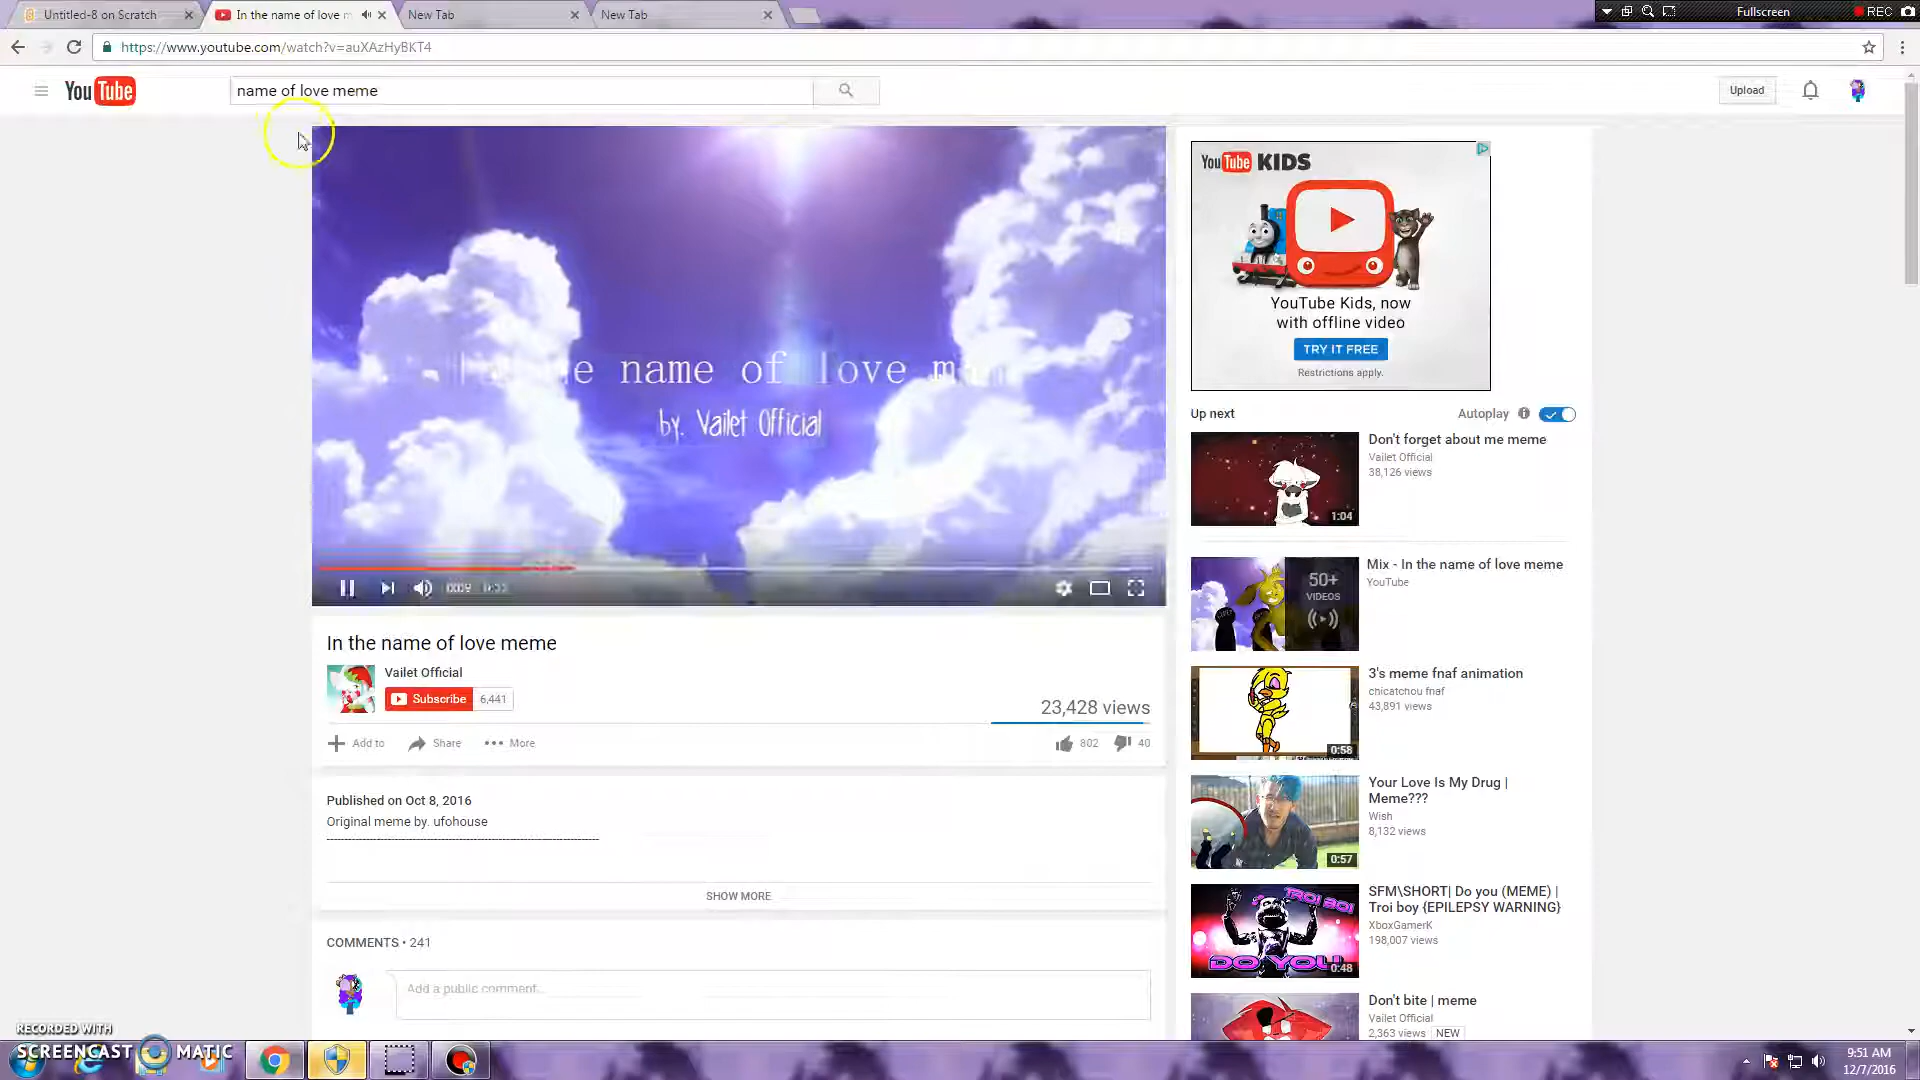 Untitled-8 on Scratch
In the name of love m
New Tab
New Tab
Fullscreen
REC
https://www.youtube.com/watch?v=auXAzHyBKT4
YouTube
name of love meme
Upload
name of love
by. Vailet Official
0:09
YouTube KIDS
YouTube Kids, now
with offline video
TRY IT FREE
Restrictions apply.
Up next
Autoplay
Don't forget about me meme
Vailet Official
38,126 views
1:04
Mix - In the name of love meme
YouTube
50+
VIDEOS
3's meme fnaf animation
chicatchou fnaf
43,891 views
0:58
Your Love Is My Drug |
Meme???
Wish
8,132 views
0:57
SFM\SHORT| Do you (MEME) |
Troi boy {EPILEPSY WARNING}
XboxGamerK
198,007 views
TROI BOI
DO YOU
0:48
Don't bite | meme
Vailet Official
2,363 views NEW
In the name of love meme
Vailet Official
Subscribe 6,441
23,428 views
Add to Share More
802 40
Published on Oct 8, 2016
Original meme by. ufohouse
SHOW MORE
COMMENTS • 241
Add a public comment...
RECORDED WITH
SCREENCAST MATIC
9:51 AM
12/7/2016